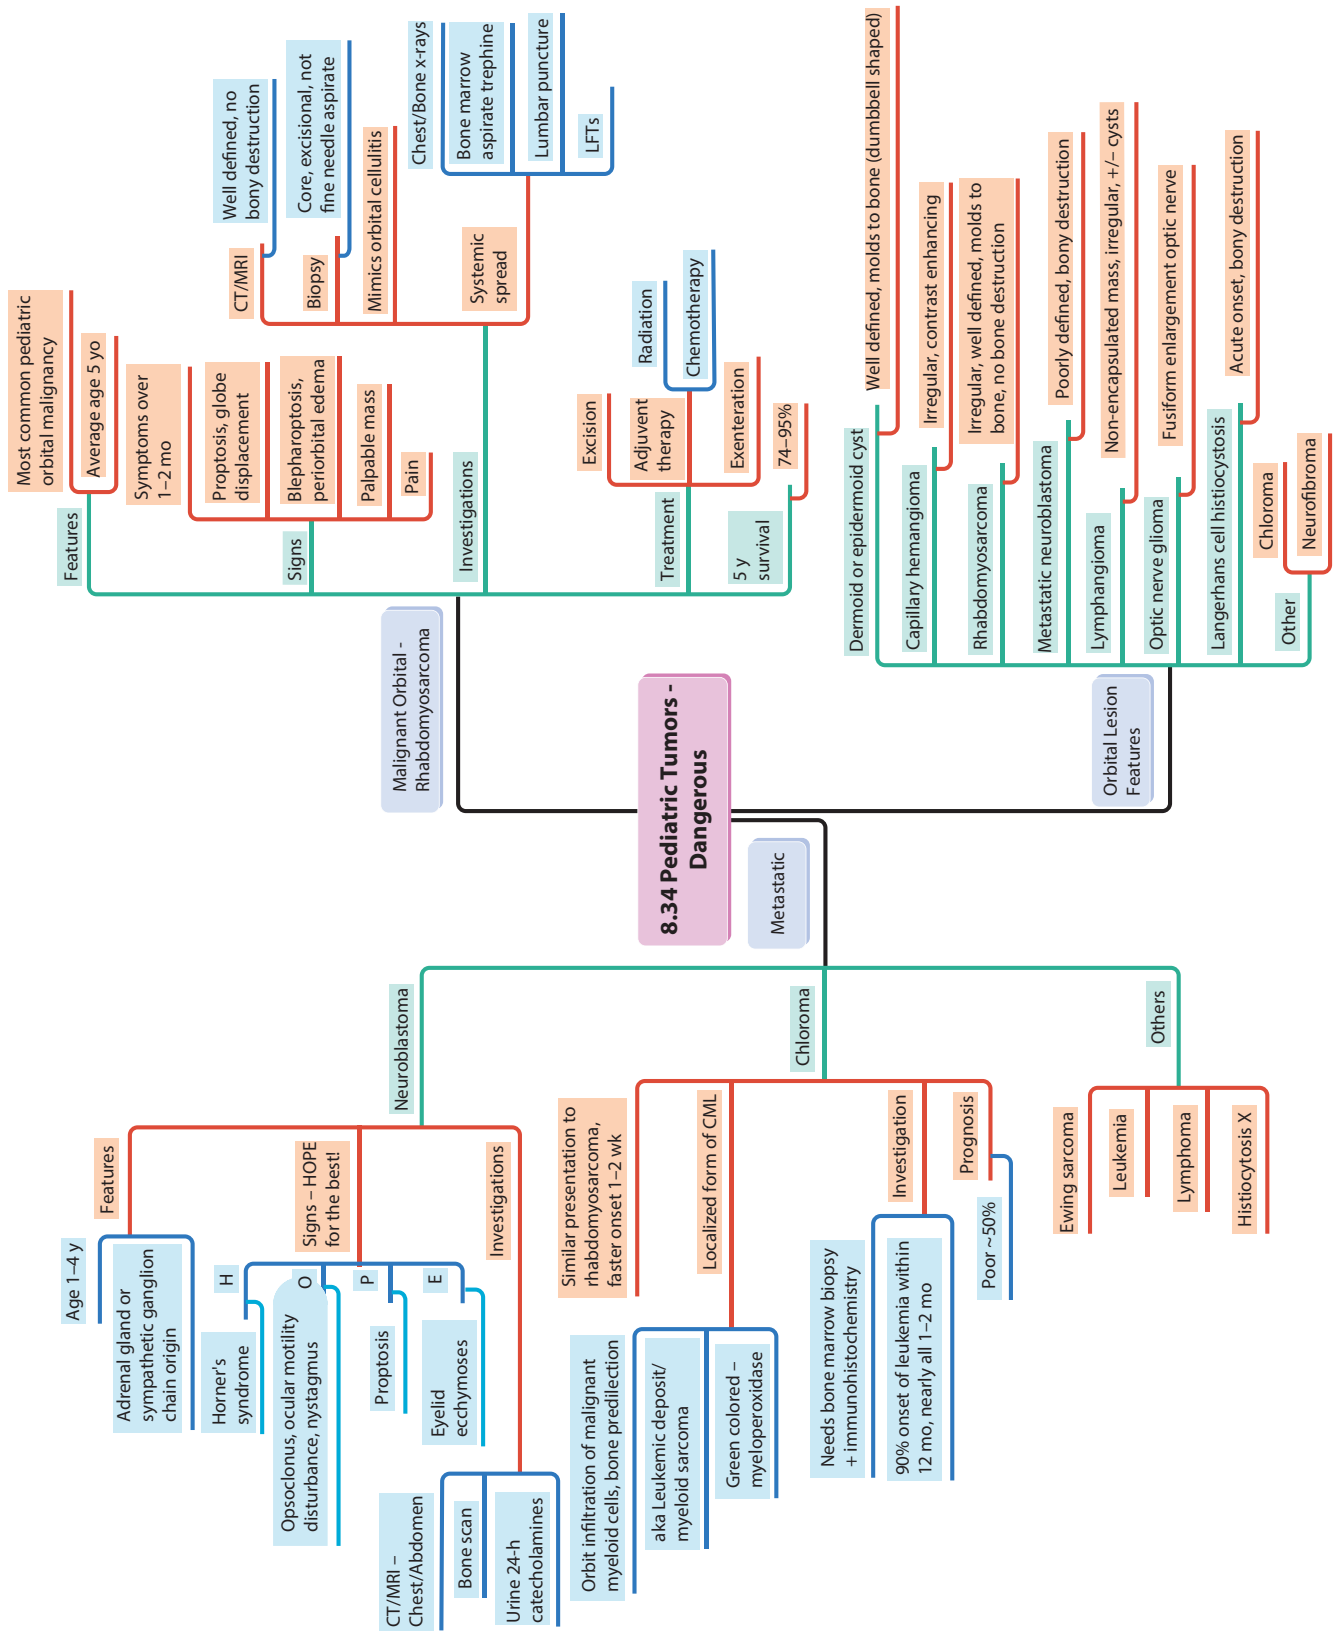 8.34 Pediatric Tumors -
Dangerous
Malignant Orbital -
Rhabdomyosarcoma
Features
Most common pediatric
orbital malignancy
Average age 5 yo
Signs
Symptoms over
1–2 mo
Proptosis, globe
displacement
Blepharoptosis,
periorbital edema
Palpable mass
Pain
Investigations
CT/MRI
Well defined, no
bony destruction
Biopsy
Core, excisional, not
fine needle aspirate
Mimics orbital cellulitis
Systemic
spread
Chest/Bone x-rays
Bone marrow
aspirate trephine
Lumbar puncture
LFTs
Treatment
Excision
Adjuvent
therapy
Radiation
Chemotherapy
Exenteration
5 y
survival
74–95%
Orbital Lesion
Features
Dermoid or epidermoid cyst
Well defined, molds to bone (dumbbell shaped)
Capillary hemangioma
Irregular, contrast enhancing
Rhabdomyosarcoma
Irregular, well defined, molds to
bone, no bone destruction
Metastatic neuroblastoma
Poorly defined, bony destruction
Lymphangioma
Non-encapsulated mass, irregular, +/− cysts
Optic nerve glioma
Fusiform enlargement optic nerve
Langerhans cell histiocystosis
Acute onset, bony destruction
Other
Chloroma
Neurofibroma
Metastatic
Neuroblastoma
Features
Age 1–4 y
Adrenal gland or
sympathetic ganglion
chain origin
Signs – HOPE
for the best!
H
Horner's
syndrome
O
Opsoclonus, ocular motility
disturbance, nystagmus
P
Proptosis
E
Eyelid
ecchymoses
Investigations
CT/MRI –
Chest/Abdomen
Bone scan
Urine 24-h
catecholamines
Chloroma
Similar presentation to
rhabdomyosarcoma,
faster onset 1–2 wk
Localized form of CML
Orbit infiltration of malignant
myeloid cells, bone predilection
aka Leukemic deposit/
myeloid sarcoma
Green colored –
myeloperoxidase
Investigation
Needs bone marrow biopsy
+ immunohistochemistry
90% onset of leukemia within
12 mo, nearly all 1–2 mo
Prognosis
Poor ~50%
Others
Ewing sarcoma
Leukemia
Lymphoma
Histiocytosis X